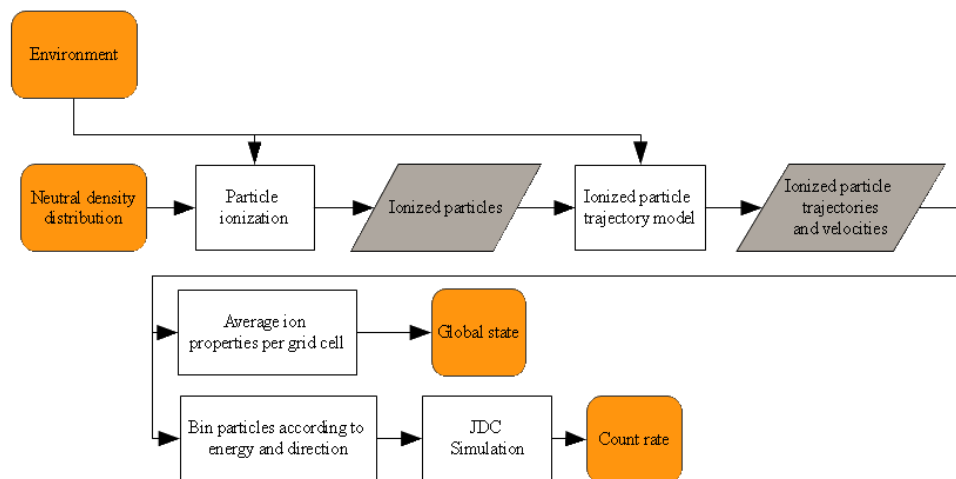 Environment
Neutral density
distribution
Particle
ionization
Ionized particles
Ionized particle
trajectory model
Ionized particle
trajectories
and velocities
Average ion
properties per grid cell
Global state
Bin particles according to
energy and direction
JDC
Simulation
Count rate